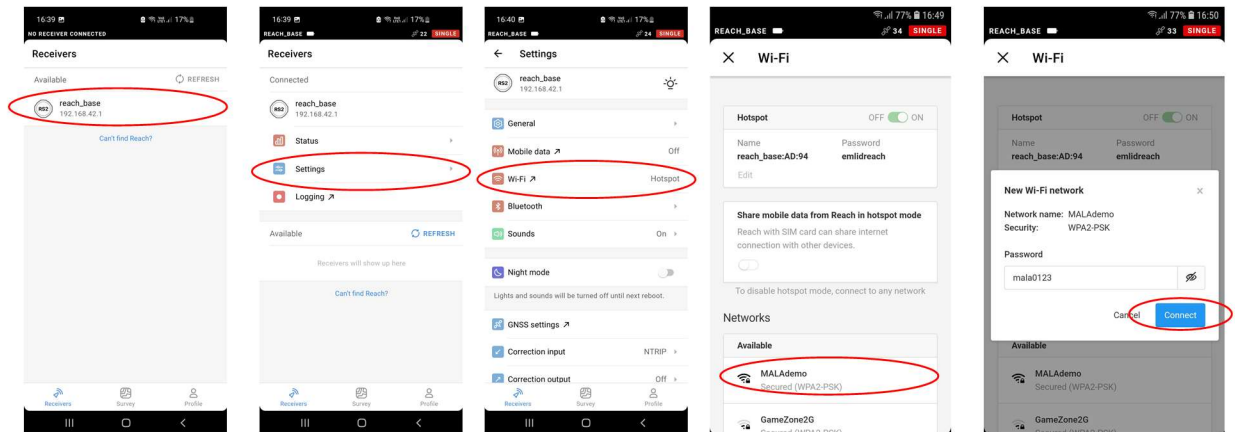 16:39
17%
NO RECEIVER CONNECTED
Receivers
Available
REFRESH
RS2
reach_base
192.168.42.1
Can't find Reach?
Receivers
Survey
Profile
16:39
17%
REACH_BASE
22 SINGLE
Receivers
Connected
RS2
reach_base
192.168.42.1
Status
Settings
Logging
Available
REFRESH
Receivers will show up here
Can't find Reach?
Receivers
Survey
Profile
16:40
17%
REACH_BASE
24 SINGLE
Settings
RS2
reach_base
192.168.42.1
General
Mobile data
Off
Wi-Fi
Hotspot
Bluetooth
Sounds
On
Night mode
Lights and sounds will be turned off until next reboot.
GNSS settings
Correction input
NTRIP
Correction output
Off
Receivers
Survey
Profile
77% 16:49
REACH_BASE
34 SINGLE
Wi-Fi
Hotspot
OFF ON
Name
Password
reach_base:AD:94
emlidreach
Edit
Share mobile data from Reach in hotspot mode
Reach with SIM card can share internet
connection with other devices.
To disable hotspot mode, connect to any network
Networks
Available
MALAdemo
Secured (WPA2-PSK)
GameZone2G
Secured (WPA2-PSK)
77% 16:50
REACH_BASE
33 SINGLE
Wi-Fi
Hotspot
OFF ON
Name
Password
reach_base:AD:94
emlidreach
New Wi-Fi network
Network name: MALAdemo
Security: WPA2-PSK
Password
mala0123
Cancel
Connect
Available
MALAdemo
Secured (WPA2-PSK)
GameZone2G
Secured (WPA2-PSK)